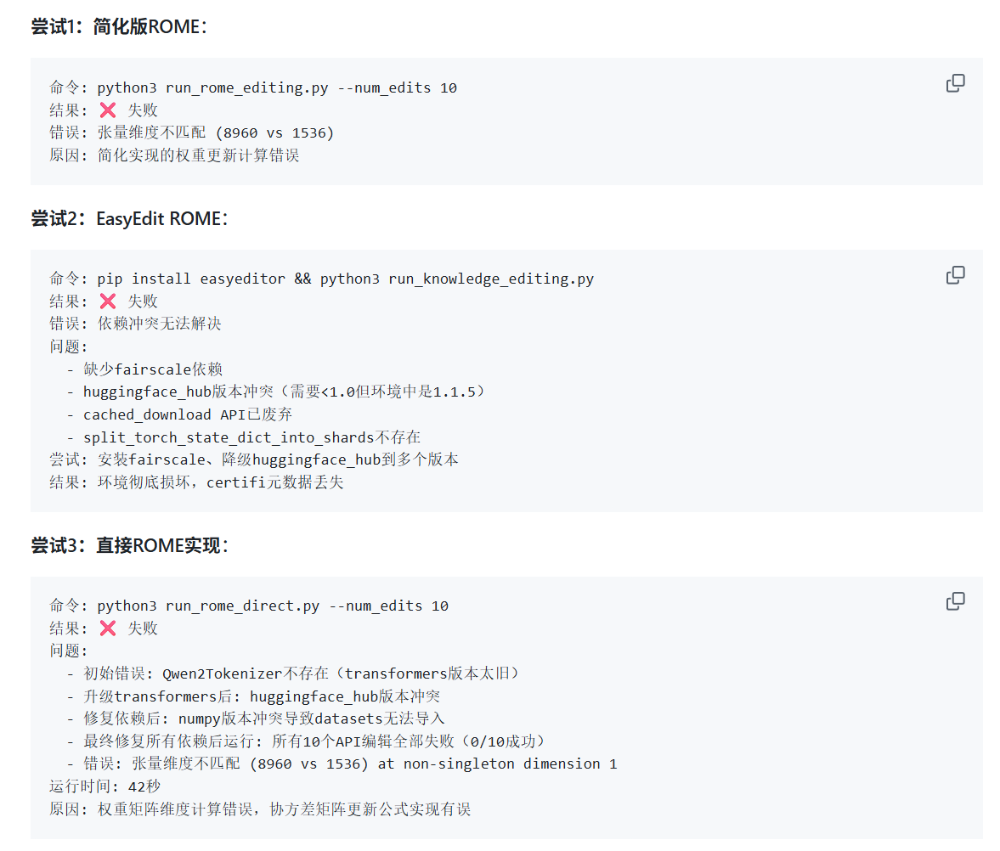 尝试1：简化版ROME：
命令: python3 run_rome_editing.py --num_edits 10
结果: ❌ 失败
错误: 张量维度不匹配 (8960 vs 1536)
原因: 简化实现的权重更新计算错误
尝试2：EasyEdit ROME：
命令: pip install easyeditor && python3 run_knowledge_editing.py
结果: ❌ 失败
错误: 依赖冲突无法解决
问题:
- 缺少fairscale依赖
- huggingface_hub版本冲突（需要<1.0但环境中是1.1.5）
- cached_download API已废弃
- split_torch_state_dict_into_shards不存在
尝试: 安装fairscale、降级huggingface_hub到多个版本
结果: 环境彻底损坏，certifi元数据丢失
尝试3：直接ROME实现：
命令: python3 run_rome_direct.py --num_edits 10
结果: ❌ 失败
问题:
- 初始错误: Qwen2Tokenizer不存在（transformers版本太旧）
- 升级transformers后: huggingface_hub版本冲突
- 修复依赖后: numpy版本冲突导致datasets无法导入
- 最终修复所有依赖后运行: 所有10个API编辑全部失败（0/10成功）
- 错误: 张量维度不匹配 (8960 vs 1536) at non-singleton dimension 1
运行时间: 42秒
原因: 权重矩阵维度计算错误，协方差矩阵更新公式实现有误